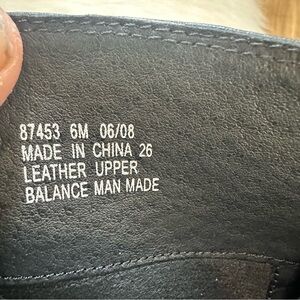 87453 6M 06/08
MADE IN CHINA 26
LEATHER UPPER
BALANCE MAN MADE